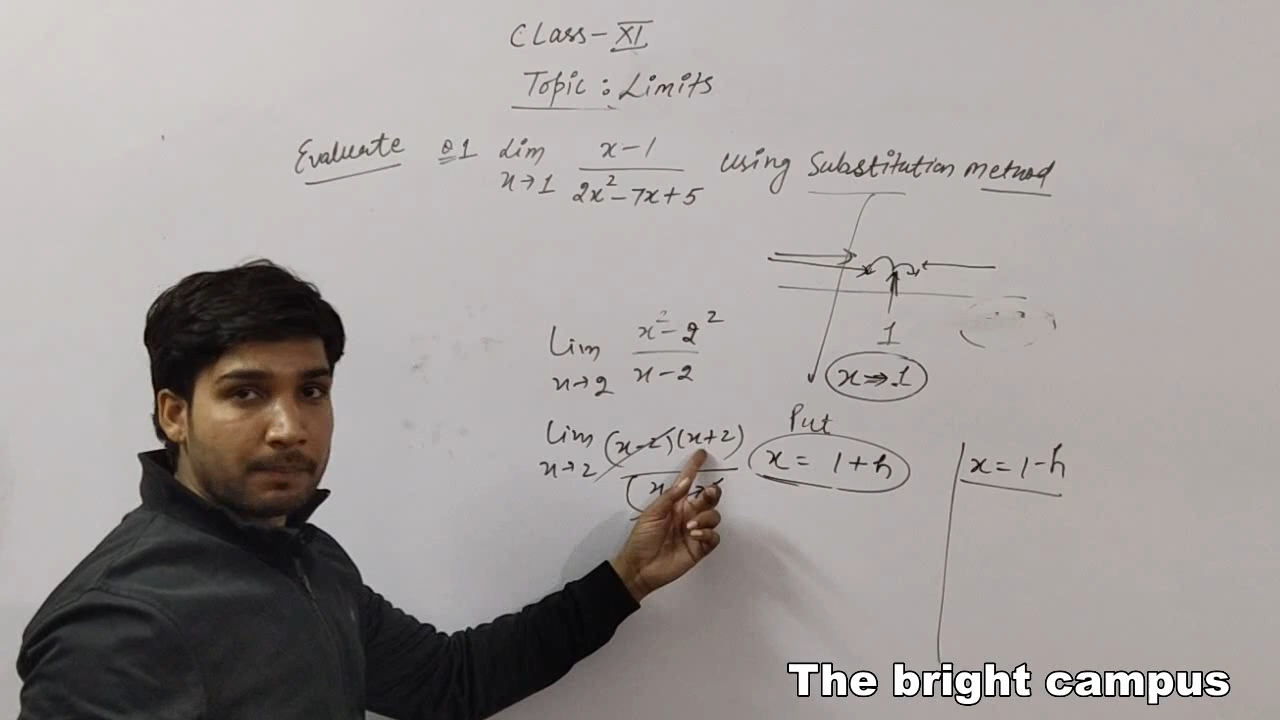 Class - XI
Topic : Limits
Evaluate Q1 Lim x→1 x-1 / 2x²-7x+5 using Substitution method
1
x→1
Lim x→2 x²-2² / x-2
Put
Lim x→2 (x-2)(x+2)
x = 1+h
x = 1-h
The bright campus